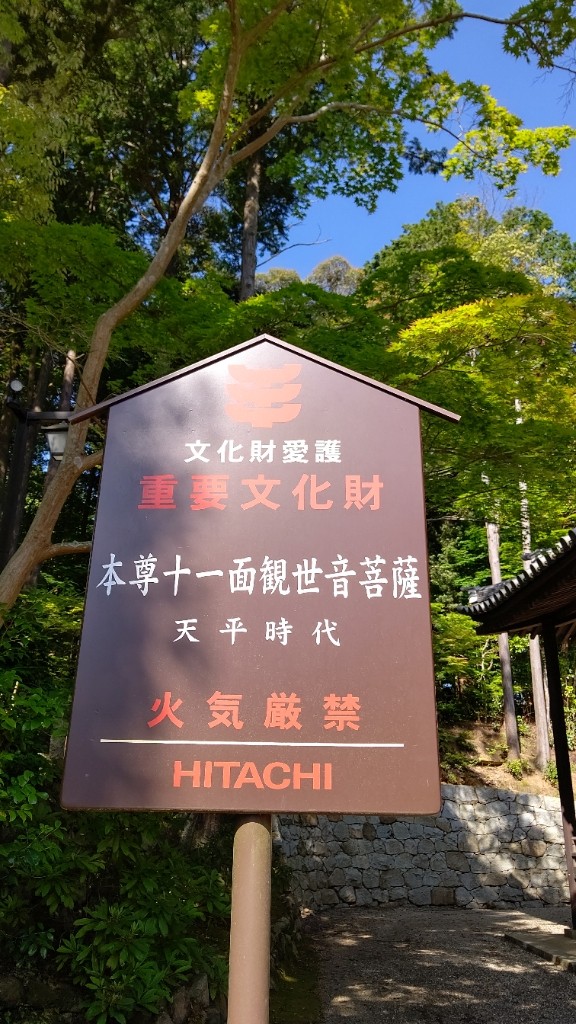 文化財愛護
重要文化財
本尊十一面観世音菩薩
天平時代
火気厳禁
HITACHI